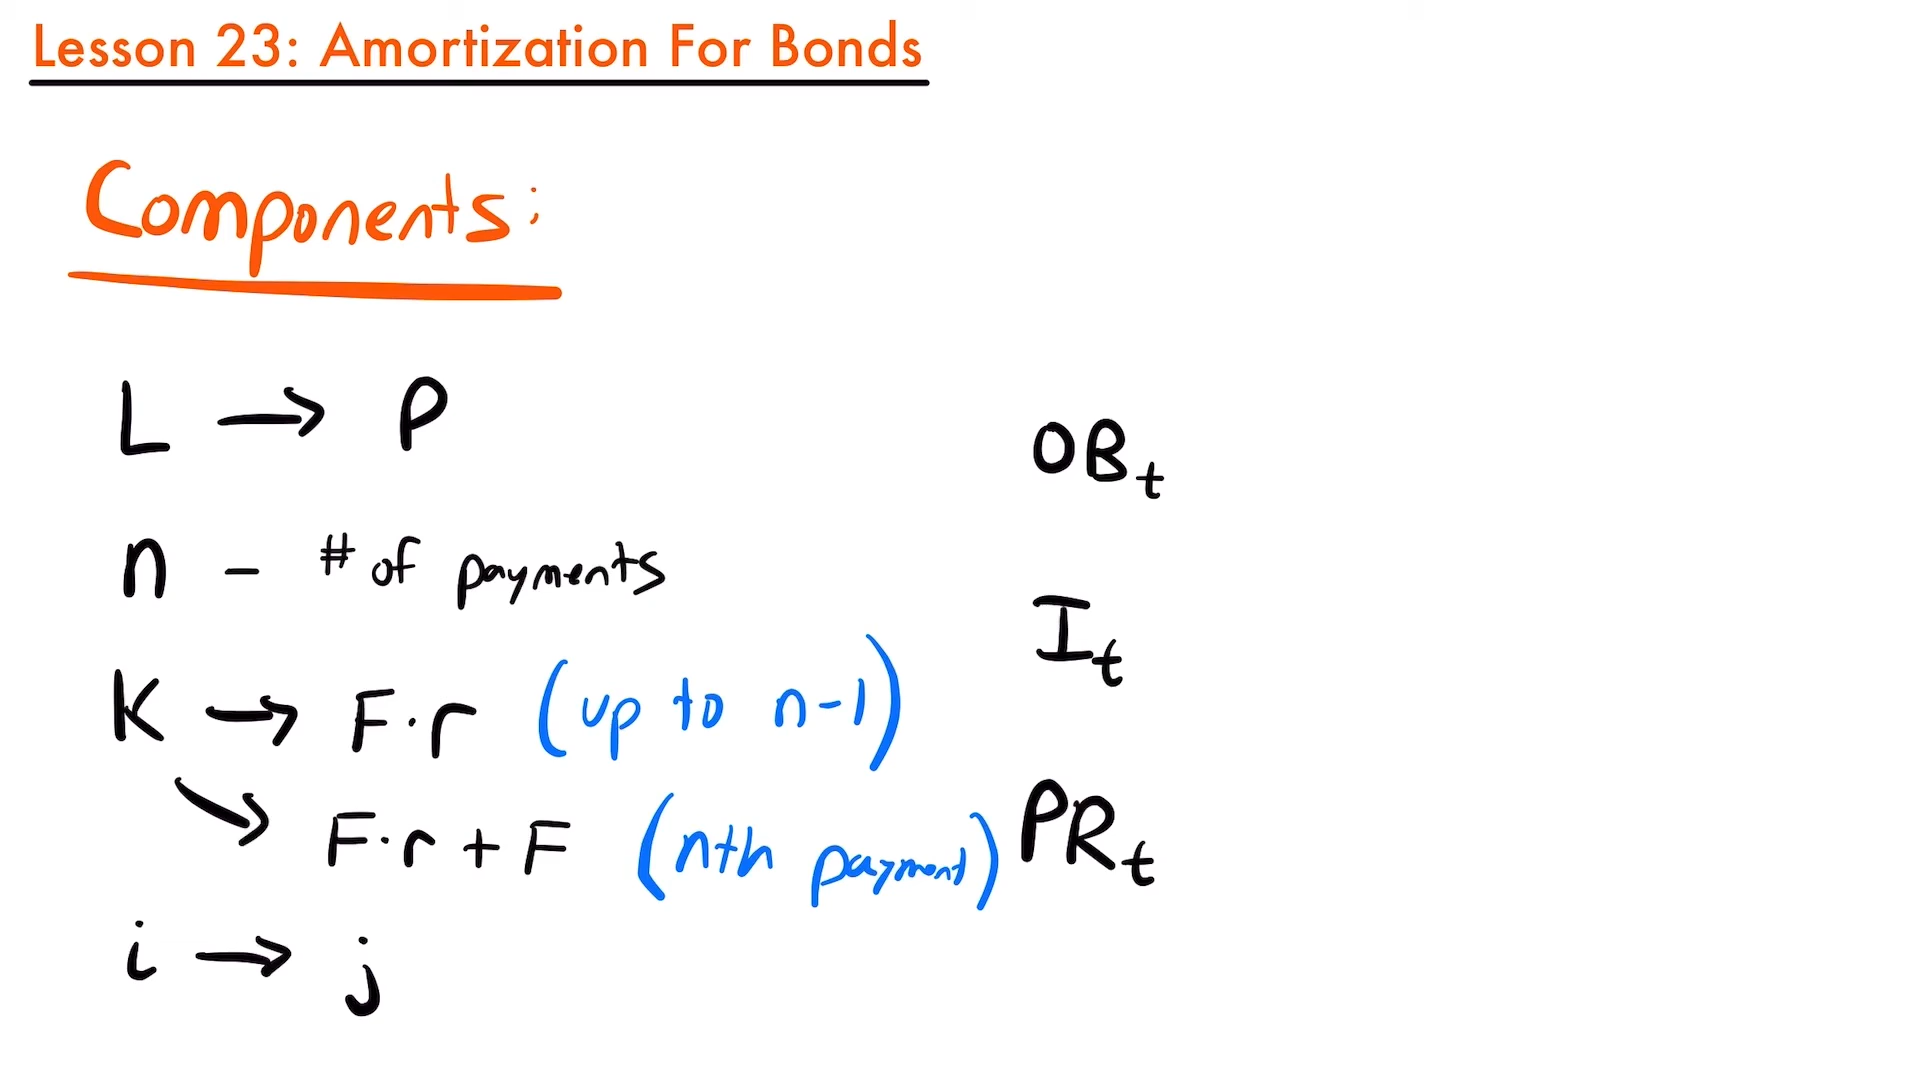 Lesson 23: Amortization For Bonds
Components:
L → P
n - # of payments
K → F·r (up to n-1)
→ F·r + F (nth payment)
i → j
OBt
It
PRt